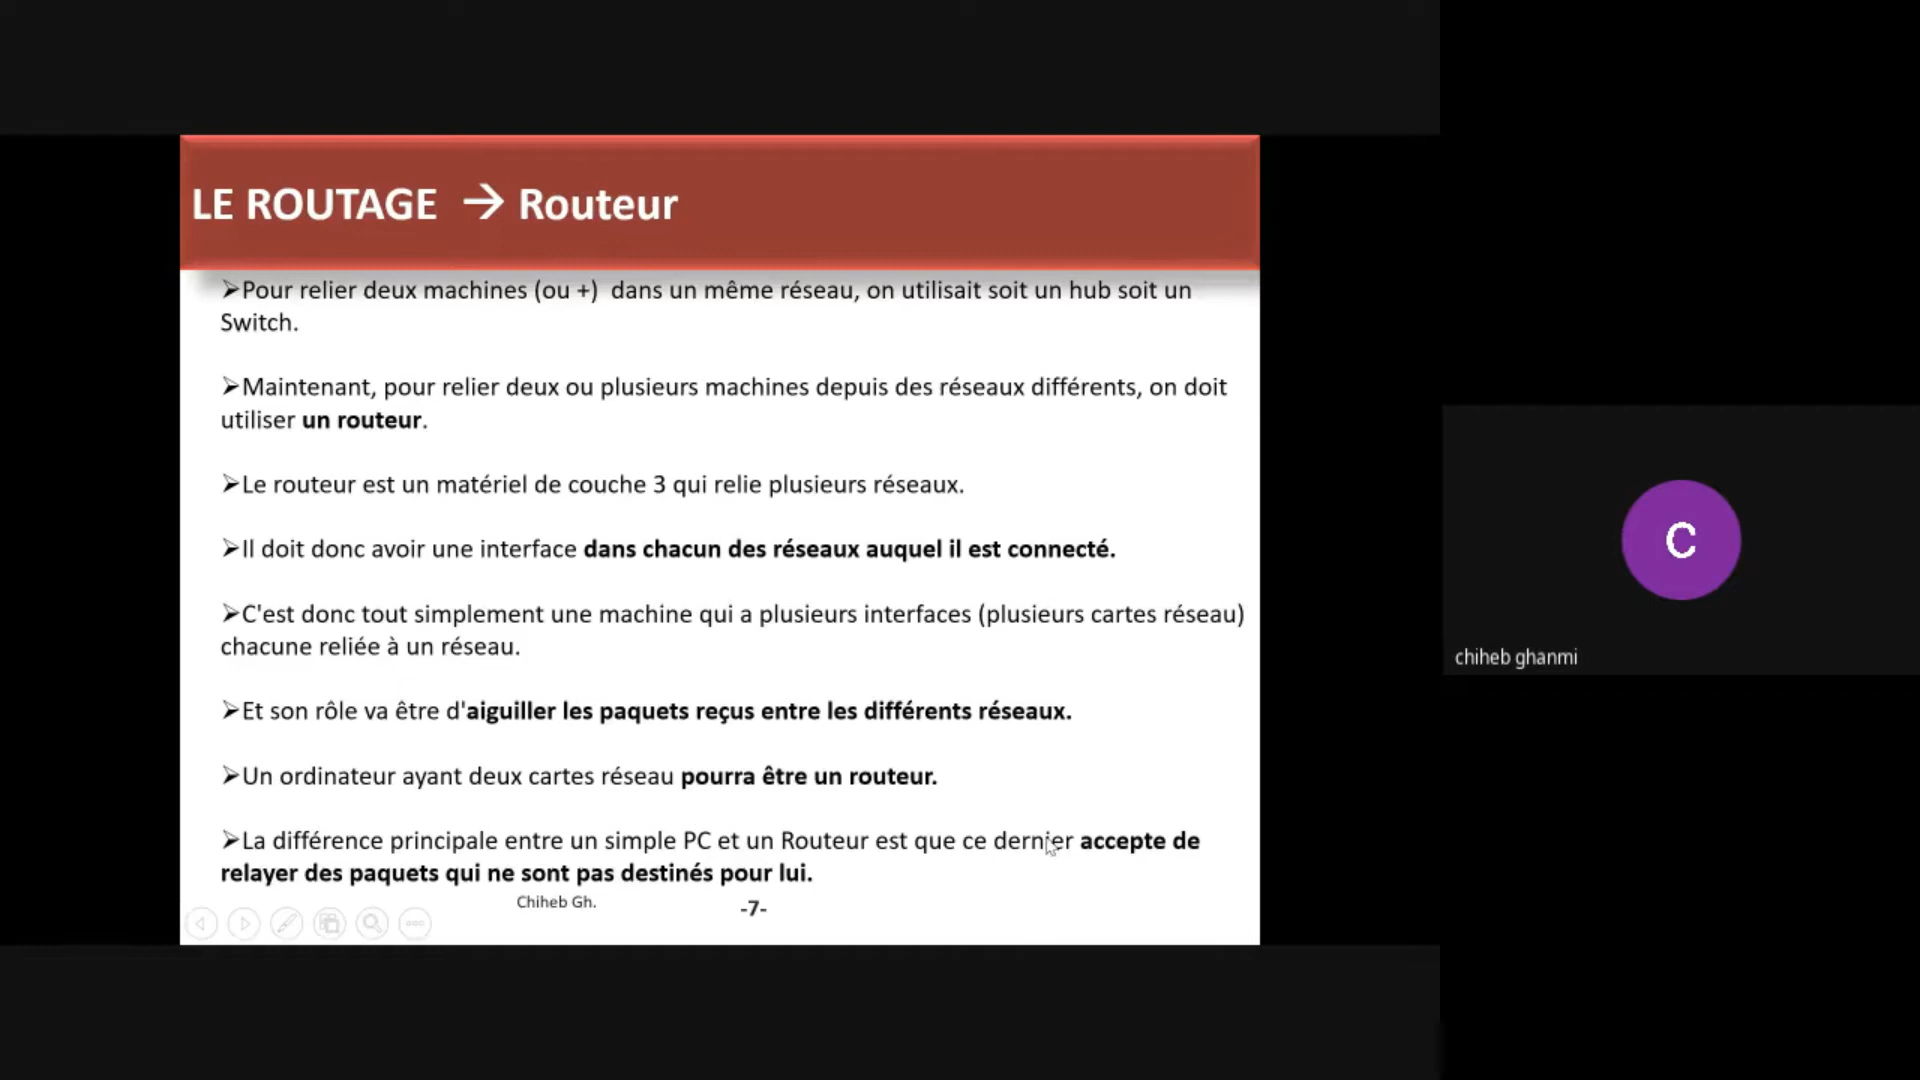 LE ROUTAGE → Routeur
➢Pour relier deux machines (ou +) dans un même réseau, on utilisait soit un hub soit un
Switch.
➢Maintenant, pour relier deux ou plusieurs machines depuis des réseaux différents, on doit
utiliser un routeur.
➢Le routeur est un matériel de couche 3 qui relie plusieurs réseaux.
➢Il doit donc avoir une interface dans chacun des réseaux auquel il est connecté.
➢C'est donc tout simplement une machine qui a plusieurs interfaces (plusieurs cartes réseau)
chacune reliée à un réseau.
➢Et son rôle va être d'aiguiller les paquets reçus entre les différents réseaux.
➢Un ordinateur ayant deux cartes réseau pourra être un routeur.
➢La différence principale entre un simple PC et un Routeur est que ce dernier accepte de
relayer des paquets qui ne sont pas destinés pour lui.
Chiheb Gh.
-7-
C
chiheb ghanmi